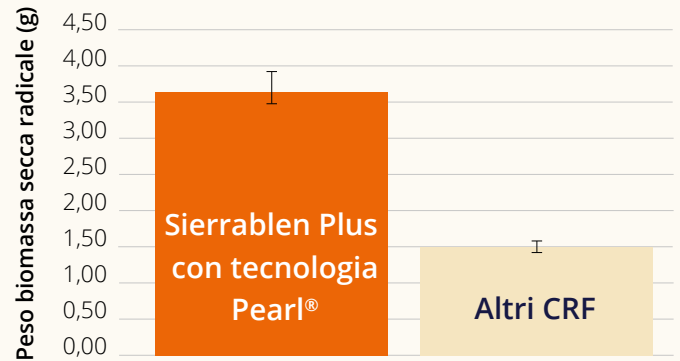 Peso biomassa secca radicale (g)
4,50
4,00
3,50
3,00
2,50
2,00
1,50
1,00
0,50
0,00
Sierrablen Plus
con tecnologia
Pearl®
Altri CRF